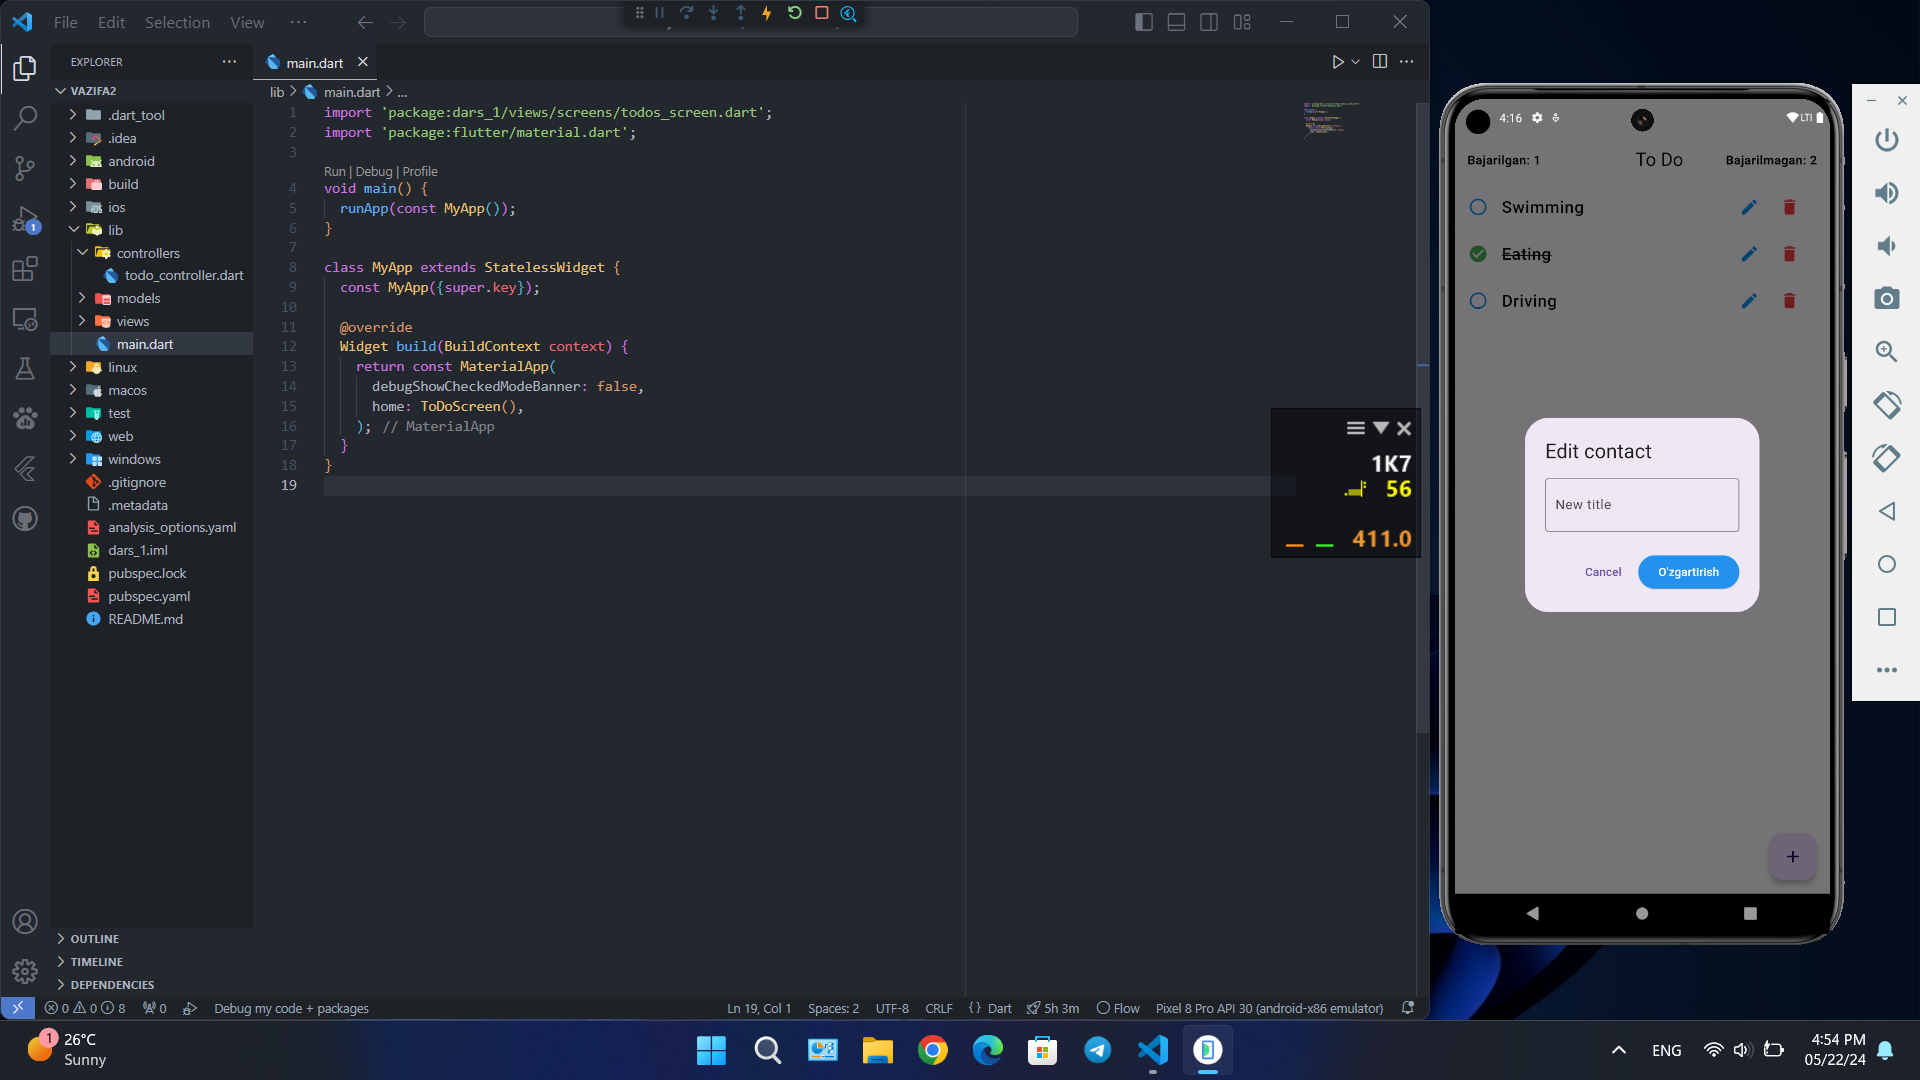 File Edit Selection View ...
EXPLORER
main.dart
VAZIFA2
lib > main.dart > ...
.dart_tool
.idea
android
build
ios
lib
controllers
todo_controller.dart
models
views
main.dart
linux
macos
test
web
windows
.gitignore
.metadata
analysis_options.yaml
dars_1.iml
pubspec.lock
pubspec.yaml
README.md
OUTLINE
TIMELINE
DEPENDENCIES
1
1 import 'package:dars_1/views/screens/todos_screen.dart';
2 import 'package:flutter/material.dart';
3
Run | Debug | Profile
4 void main() {
5 runApp(const MyApp());
6 }
7
8 class MyApp extends StatelessWidget {
9 const MyApp({super.key});
10
11 @override
12 Widget build(BuildContext context) {
13 return const MaterialApp(
14 debugShowCheckedModeBanner: false,
15 home: ToDoScreen(),
16 ); // MaterialApp
17 }
18 }
19
1K7
56
411.0
4:16 LTE
Bajarilgan: 1 To Do Bajarilmagan: 2
Swimming
Eating
Driving
Edit contact
New title
Cancel O'zgartirish
+
0 0 8 0 Debug my code + packages Ln 19, Col 1 Spaces: 2 UTF-8 CRLF {} Dart 5h 3m Flow Pixel 8 Pro API 30 (android-x86 emulator)
1 26°C
Sunny
ENG
4:54 PM
05/22/24